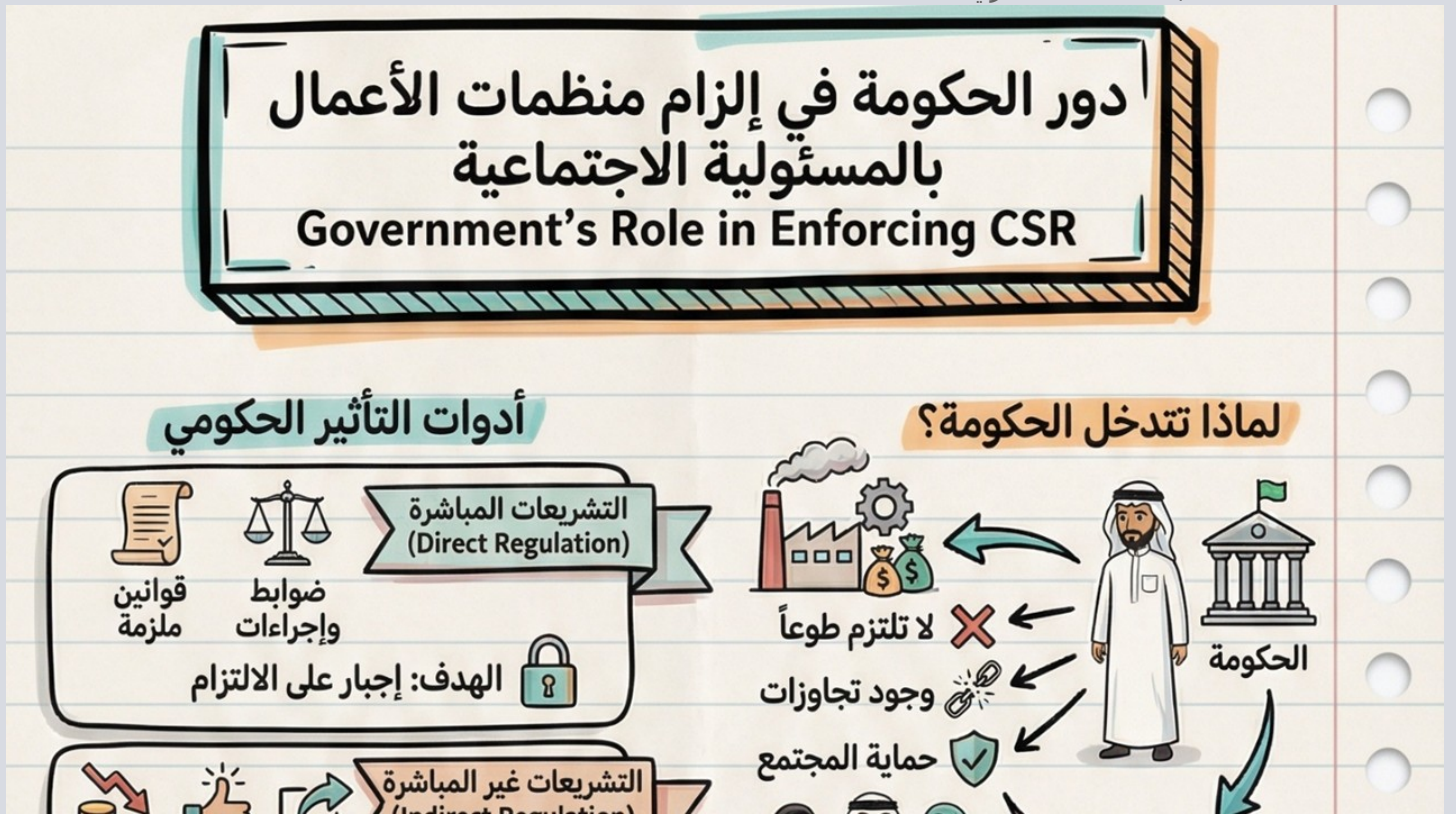 دور الحكومة في إلزام منظمات الأعمال
بالمسئولية الاجتماعية
Government's Role in Enforcing CSR
لماذا تتدخل الحكومة؟
$ $
الحكومة
لا تلتزم طوعاً
وجود تجاوزات
حماية المجتمع
أدوات التأثير الحكومي
التشريعات المباشرة
(Direct Regulation)
ضوابط
وإجراءات
قوانين
ملزمة
الهدف: إجبار على الالتزام
التشريعات غير المباشرة
(Indirect Regulation)